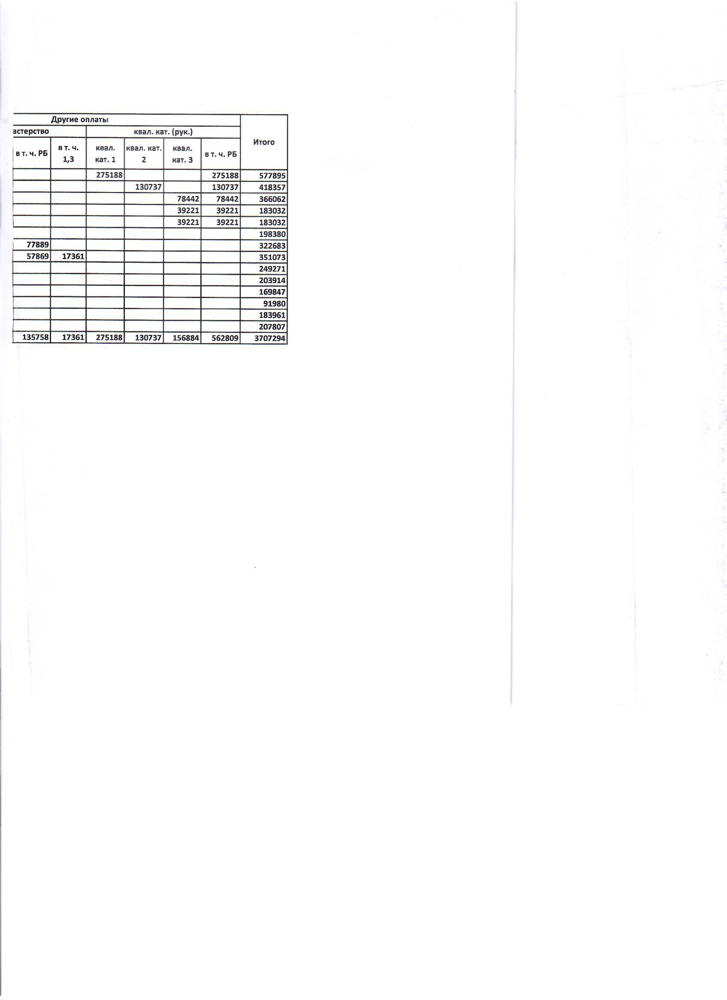 Другие оплаты
астерство квал. кат. (рук.) Итого
в т. ч. РБ в т. ч. 1,3 квал. кат. 1 квал. кат. 2 квал. кат. 3 в т. ч. РБ
275188 275188 577895
130737 130737 418357
78442 78442 366062
39221 39221 183032
39221 39221 183032
198380
77889 322683
57869 17361 351073
249271
203914
169847
91980
183961
207807
135758 17361 275188 130737 156884 562809 3707294